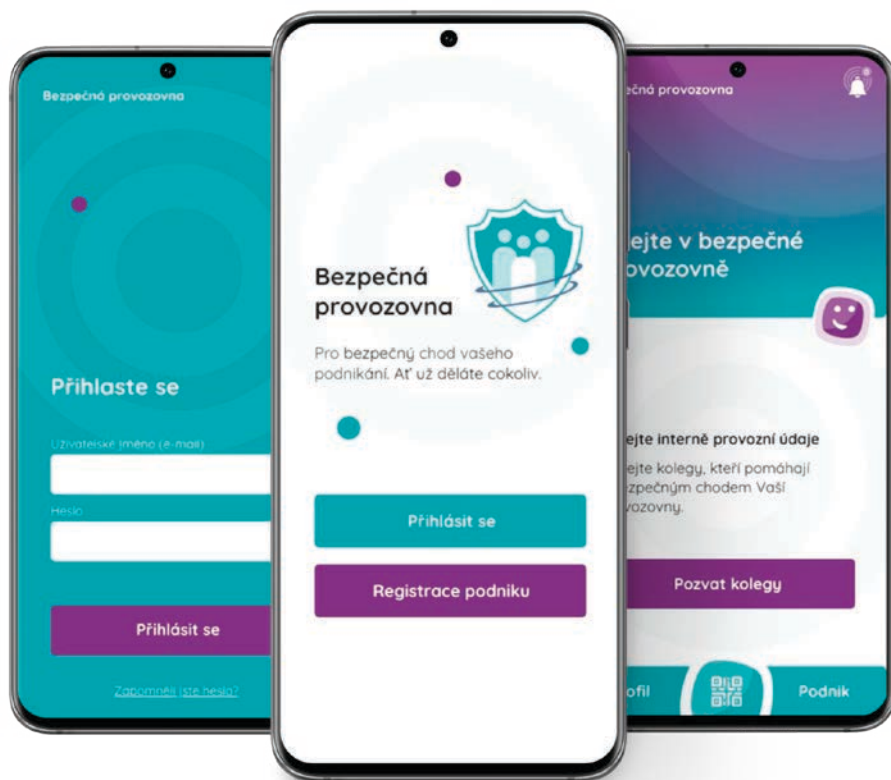 Bezpečná provozovna
Přihlaste se
Uživatelské jméno (e-mail)
Heslo
Přihlásit se
Zapomněli jste heslo?
Bezpečná
provozovna
Pro bezpečný chod vašeho
podnikání. Ať už děláte cokoliv.
Přihlásit se
Registrace podniku
ečná provozovna
ejte v bezpečné
ovozovně
ejte interně provozní údaje
ejte kolegy, kteří pomáhají
ezpečným chodem Vaší
ovozovny.
Pozvat kolegy
ofil
Podnik